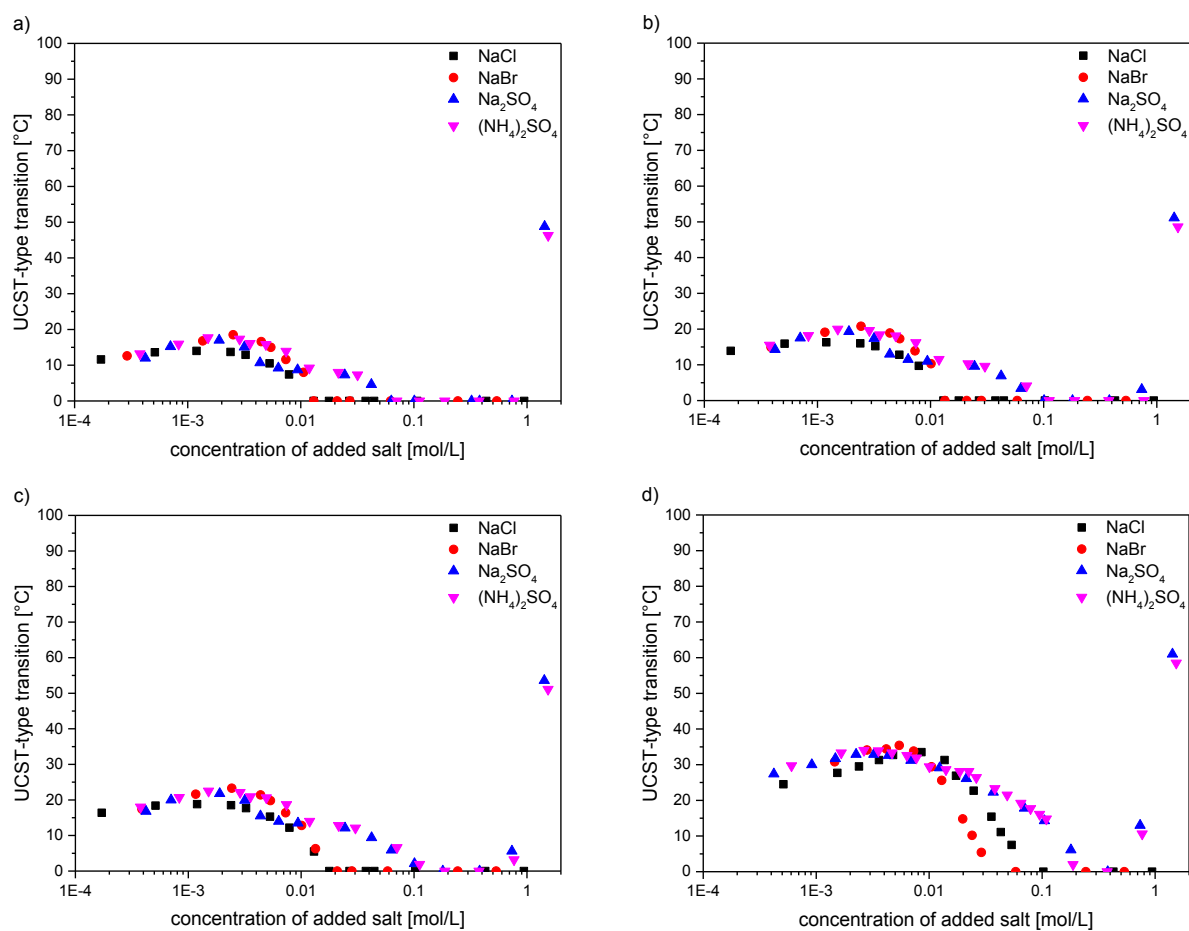 a)
100
90
80
70
60
50
40
30
20
10
0
UCST-type transition [°C]
NaCl
NaBr
Na₂SO₄
(NH₄)₂SO₄
1E-4
1E-3
0.01
0.1
1
concentration of added salt [mol/L]
b)
100
90
80
70
60
50
40
30
20
10
0
UCST-type transition [°C]
NaCl
NaBr
Na₂SO₄
(NH₄)₂SO₄
1E-4
1E-3
0.01
0.1
1
concentration of added salt [mol/L]
c)
100
90
80
70
60
50
40
30
20
10
0
UCST-type transition [°C]
NaCl
NaBr
Na₂SO₄
(NH₄)₂SO₄
1E-4
1E-3
0.01
0.1
1
concentration of added salt [mol/L]
d)
100
90
80
70
60
50
40
30
20
10
0
UCST-type transition [°C]
NaCl
NaBr
Na₂SO₄
(NH₄)₂SO₄
1E-4
1E-3
0.01
0.1
1
concentration of added salt [mol/L]